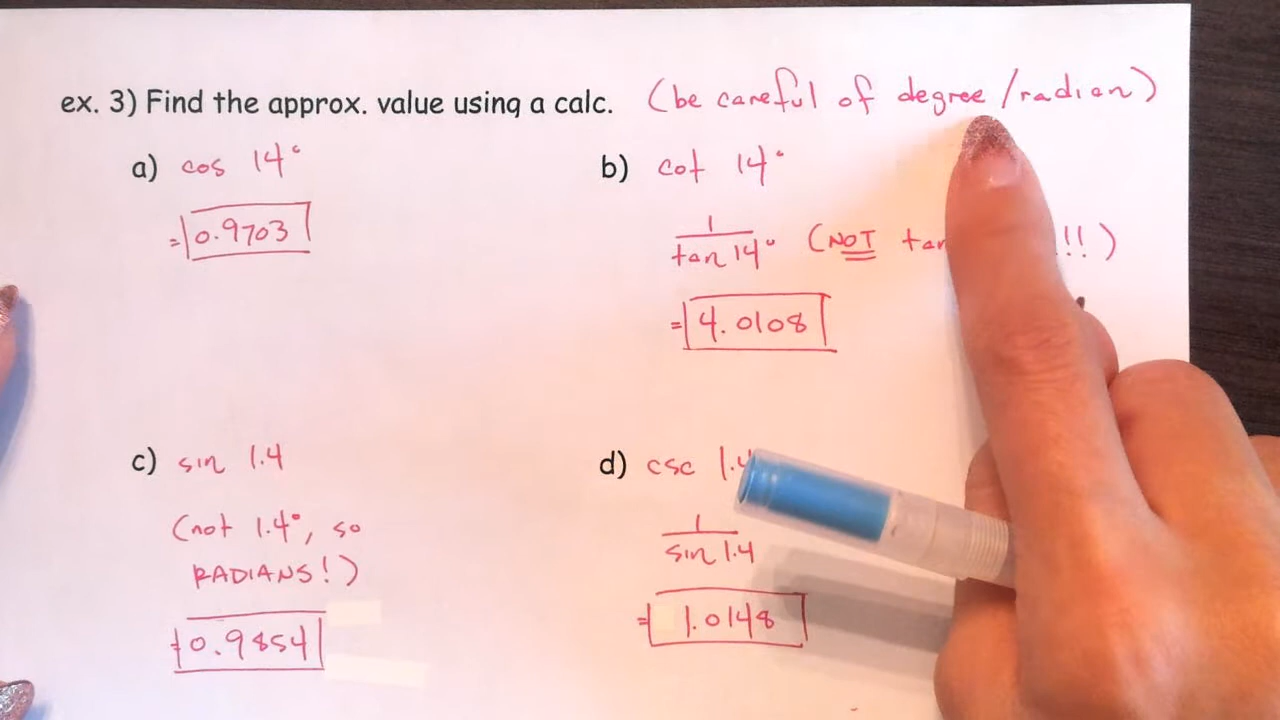 ex. 3) Find the approx. value using a calc. (be careful of degree/radian)
a) cos 14°
= 0.9703
b) cot 14°
1
tan 14° (NOT !!)
= 4.0108
c) sin 1.4
(not 1.4°, so
RADIANS!)
= 0.9854
d) csc
1
sin 1.4
= 1.0148